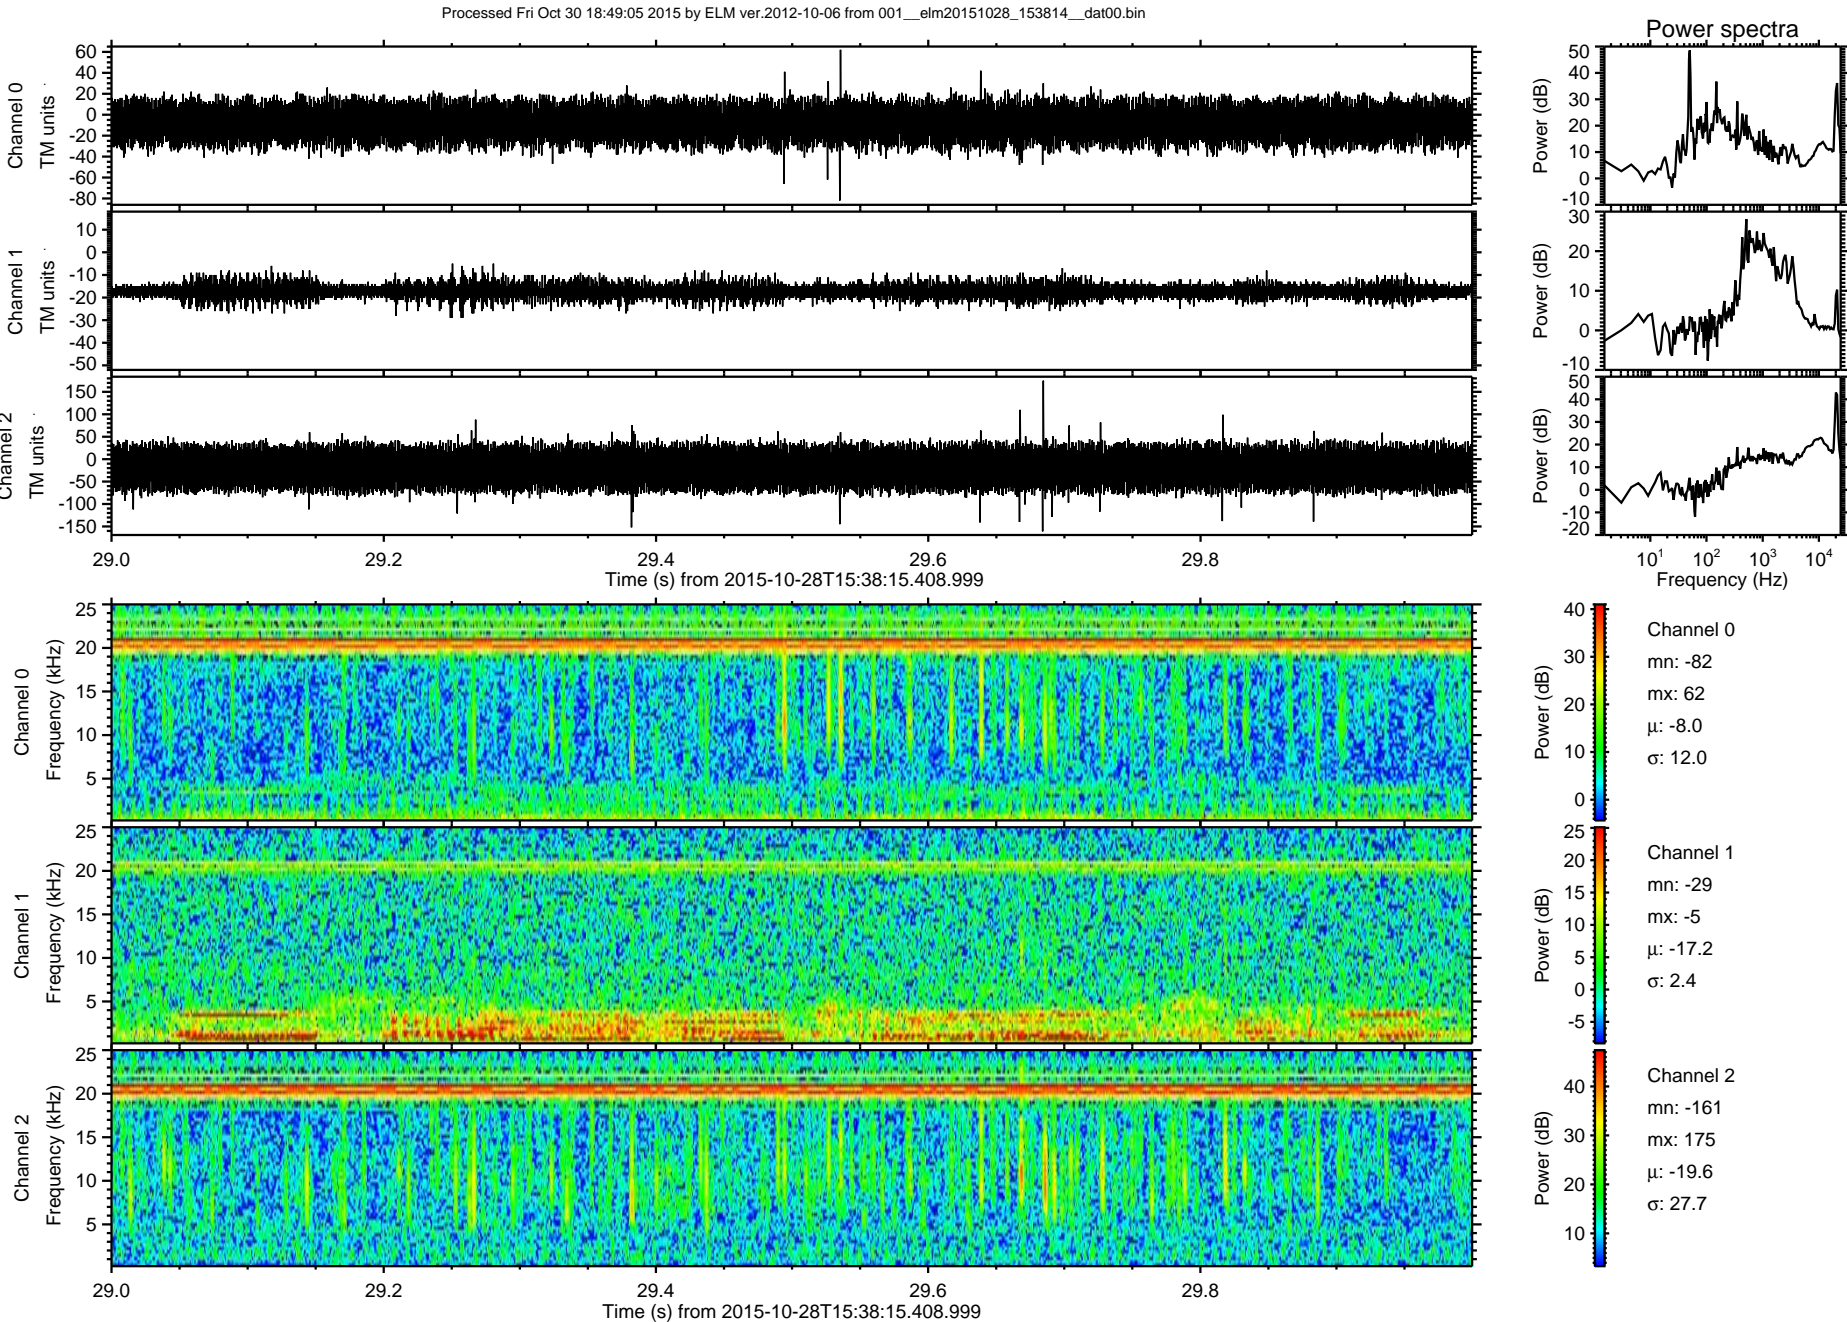 Processed Fri Oct 30 18:49:05 2015 by ELM ver.2012-10-06 from 001__elm20151028_153814__dat00.bin
Power spectra
Channel 0
TM units
60
40
20
0
-20
-40
-60
-80
Power (dB)
50
40
30
20
10
0
-10
Channel 1
TM units
10
0
-10
-20
-30
-40
-50
Power (dB)
30
20
10
0
-10
Channel 2
TM units
150
100
50
0
-50
-100
-150
Power (dB)
50
40
30
20
10
0
-10
-20
29.0 29.2 29.4 29.6 29.8
Time (s) from 2015-10-28T15:38:15.408.999
10^1 10^2 10^3 10^4
Frequency (Hz)
Channel 0
Frequency (kHz)
25
20
15
10
5
Power (dB)
40
30
20
10
0
Channel 0
mn: -82
mx: 62
μ: -8.0
σ: 12.0
Channel 1
Frequency (kHz)
25
20
15
10
5
Power (dB)
25
20
15
10
5
0
-5
Channel 1
mn: -29
mx: -5
μ: -17.2
σ: 2.4
Channel 2
Frequency (kHz)
25
20
15
10
5
Power (dB)
40
30
20
10
Channel 2
mn: -161
mx: 175
μ: -19.6
σ: 27.7
29.0 29.2 29.4 29.6 29.8
Time (s) from 2015-10-28T15:38:15.408.999